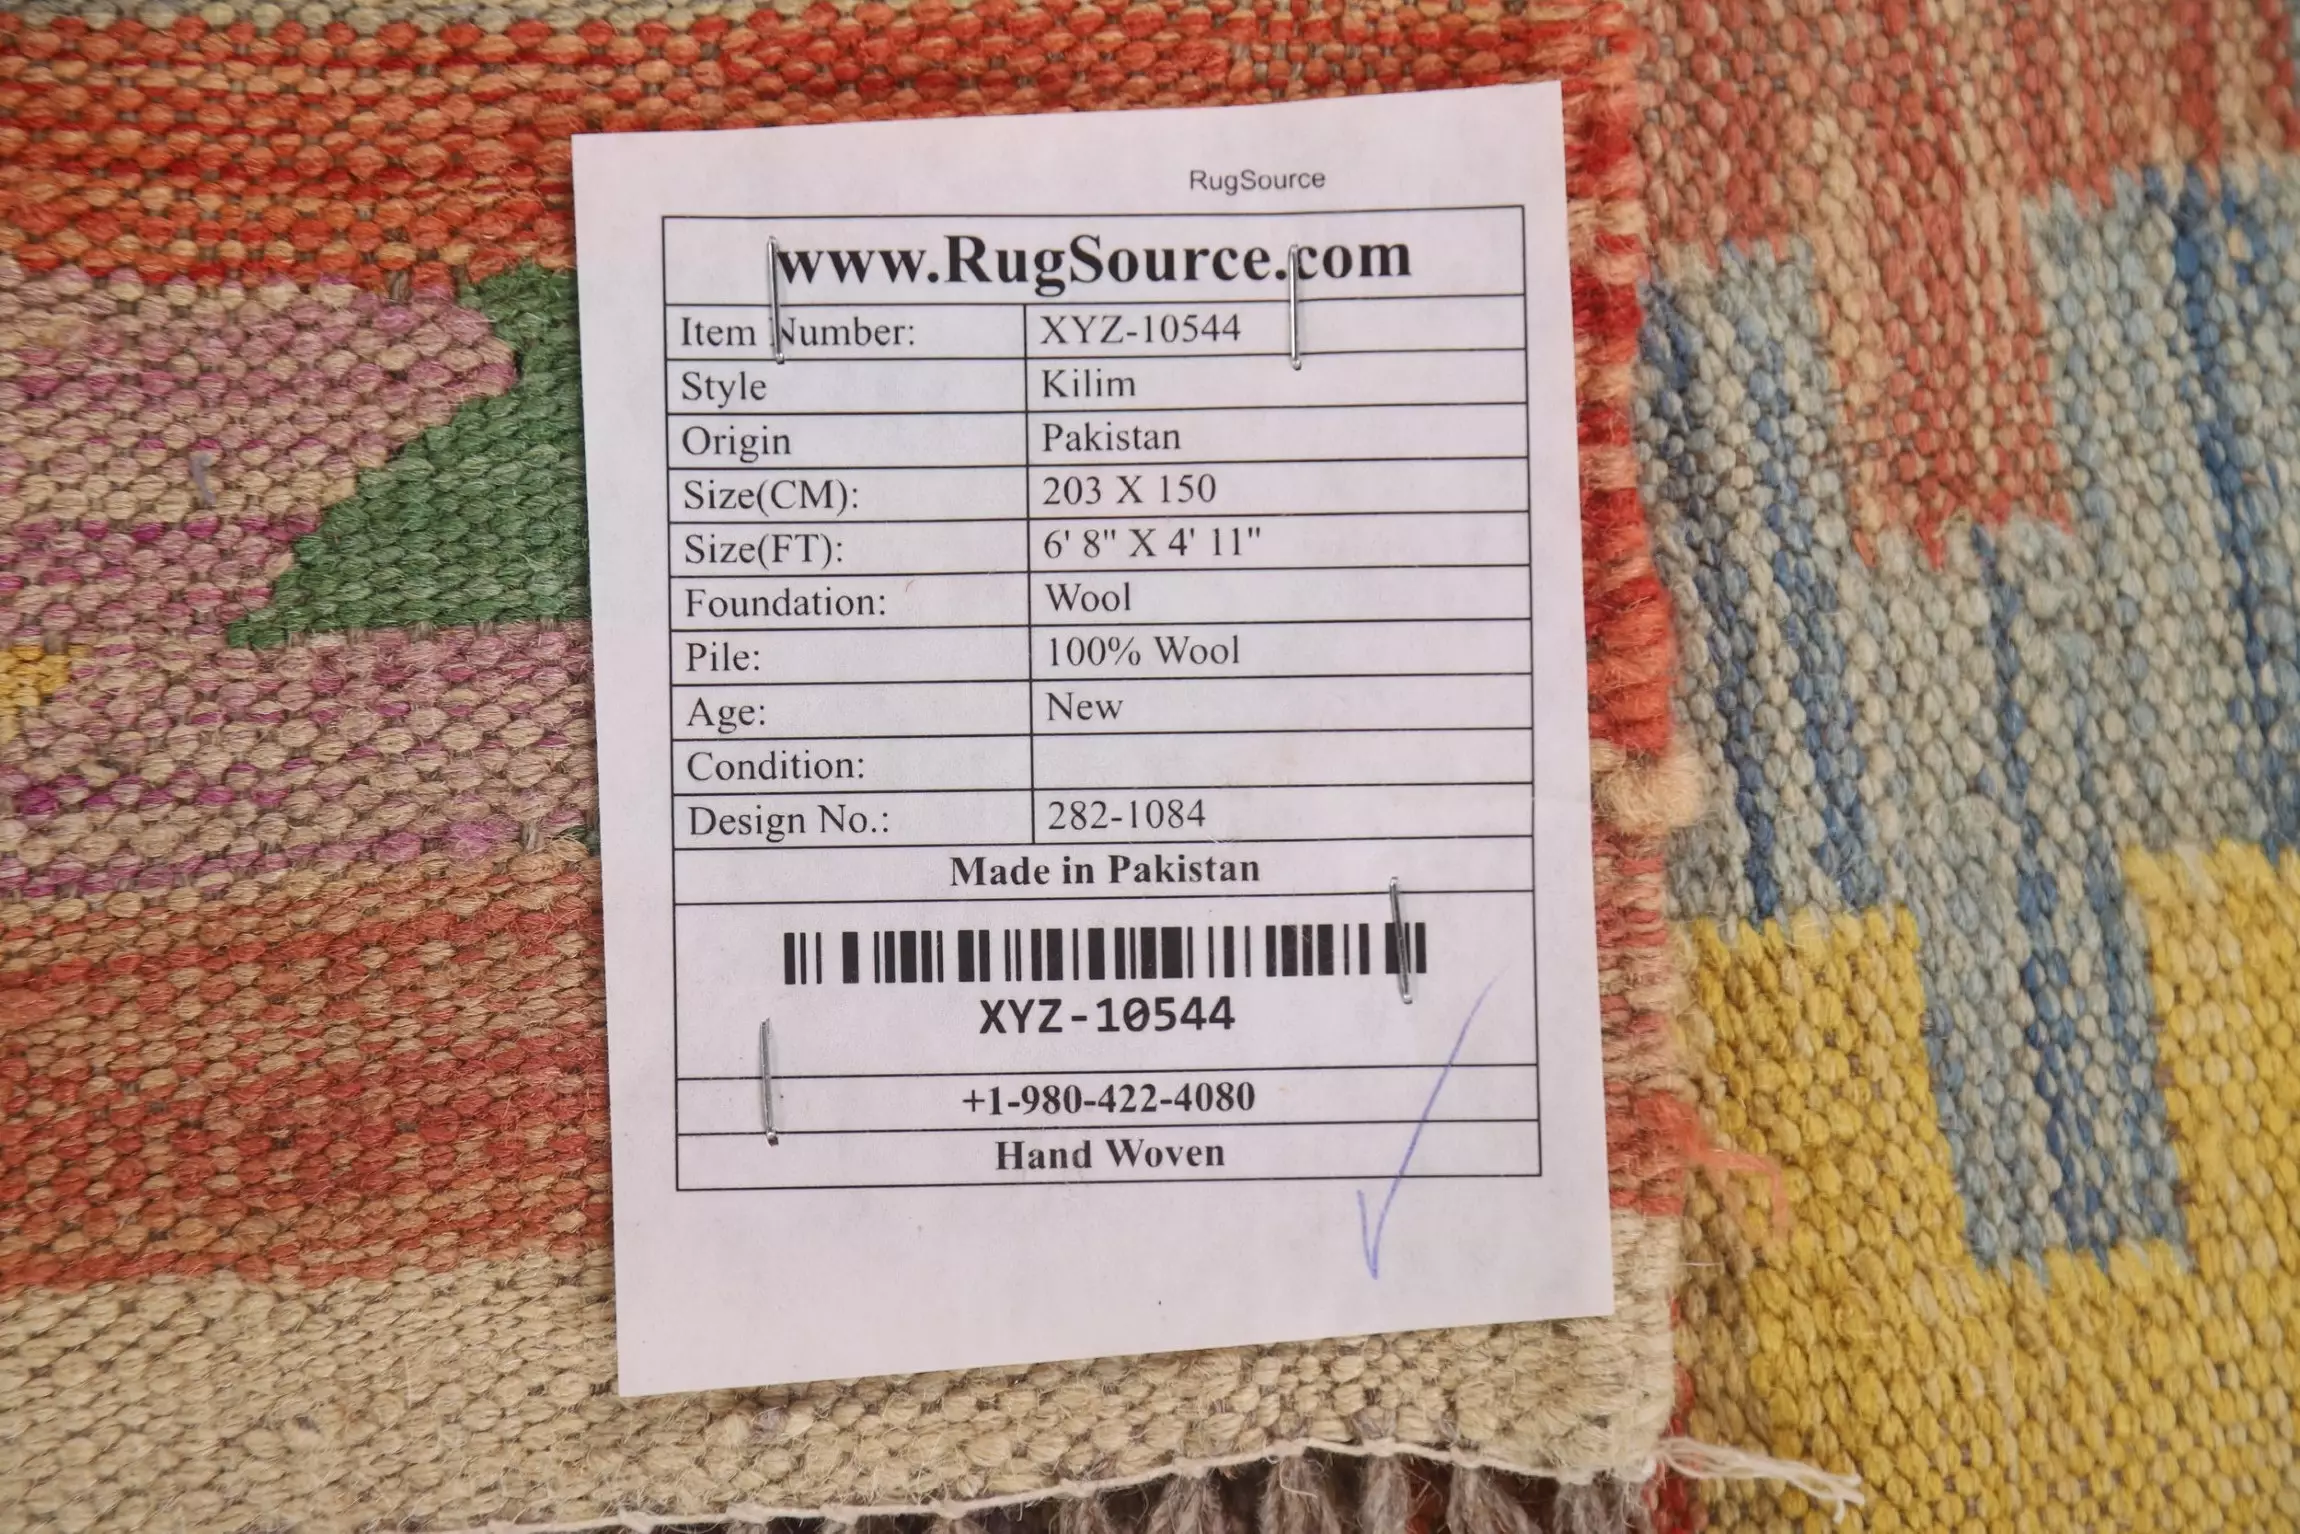 RugSource
www.RugSource.com
Item Number: XYZ-10544
Style Kilim
Origin Pakistan
Size(CM): 203 X 150
Size(FT): 6' 8" X 4' 11"
Foundation: Wool
Pile: 100% Wool
Age: New
Condition:
Design No.: 282-1084
Made in Pakistan
XYZ-10544
+1-980-422-4080
Hand Woven